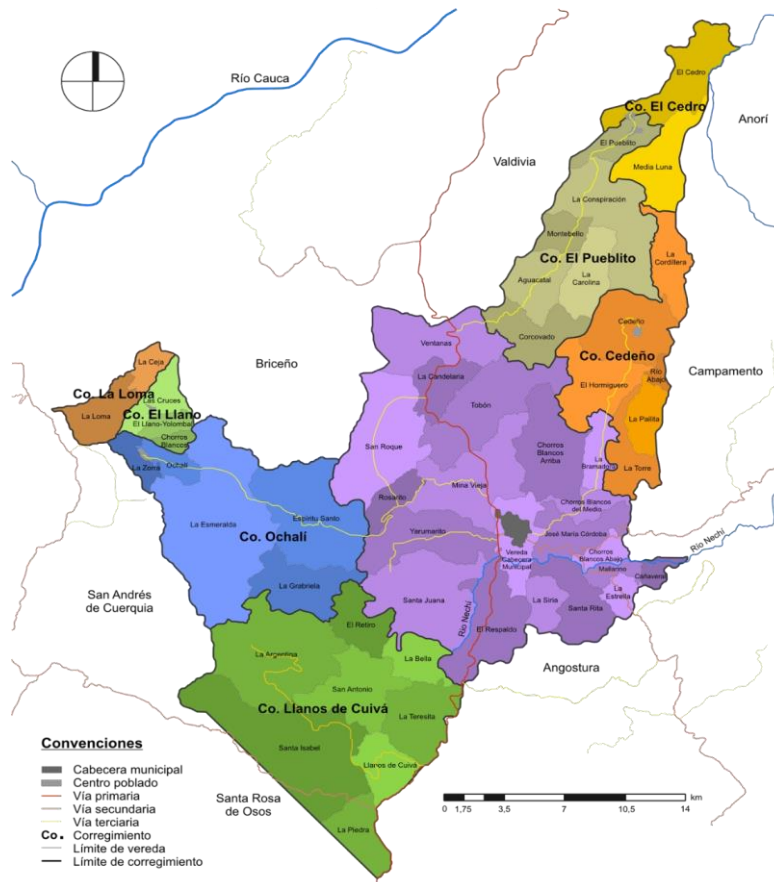 Río Cauca
El Cedro
Co. El Cedro
Anorí
El Pueblito
Valdivia
Media Luna
La Conspiración
Montebello
La
Cordillera
Co. El Pueblito
Aguacatal
La
Carolina
Cedeño
Corcovado
Ventanas
Co. Cedeño
La Ceja
Briceño
La Candelaria
Río
Abajo
Campamento
Co. La Loma
Las Cruces
El Hormiguero
Tobón
La Loma
Co. El Llano
El Llano-Yolombal
La Palita
Chorros
Blancos
San Roque
Chorros
Blancos
Arriba
La Zorra
Ochalí
La
Bramadora
La Torre
Mina Vieja
Rosarito
Chorros Blancos
del Medio
La Esmeralda
Espíritu Santo
Yarumalito
José María Córdoba
Río Nechí
Co. Ochalí
Vereda
Cabecera
Municipal
Chorros
Blancos Abajo
Mallarino
Cañaveral
La Grabriela
La
Estrella
San Andrés
de Cuerquia
Santa Juana
La Siria
Santa Rita
Río Nechí
El Retiro
El Respaldo
La Argentina
La Bella
Angostura
San Antonio
Co. Llanos de Cuivá
La Teresita
Santa Isabel
Llanos de Cuivá
Santa Rosa
de Osos
La Piedra
Convenciones
Cabecera municipal
Centro poblado
Vía primaria
Vía secundaria
Vía terciaria
Co. Corregimiento
Límite de vereda
Límite de corregimiento
km
0 1,75 3,5 7 10,5 14